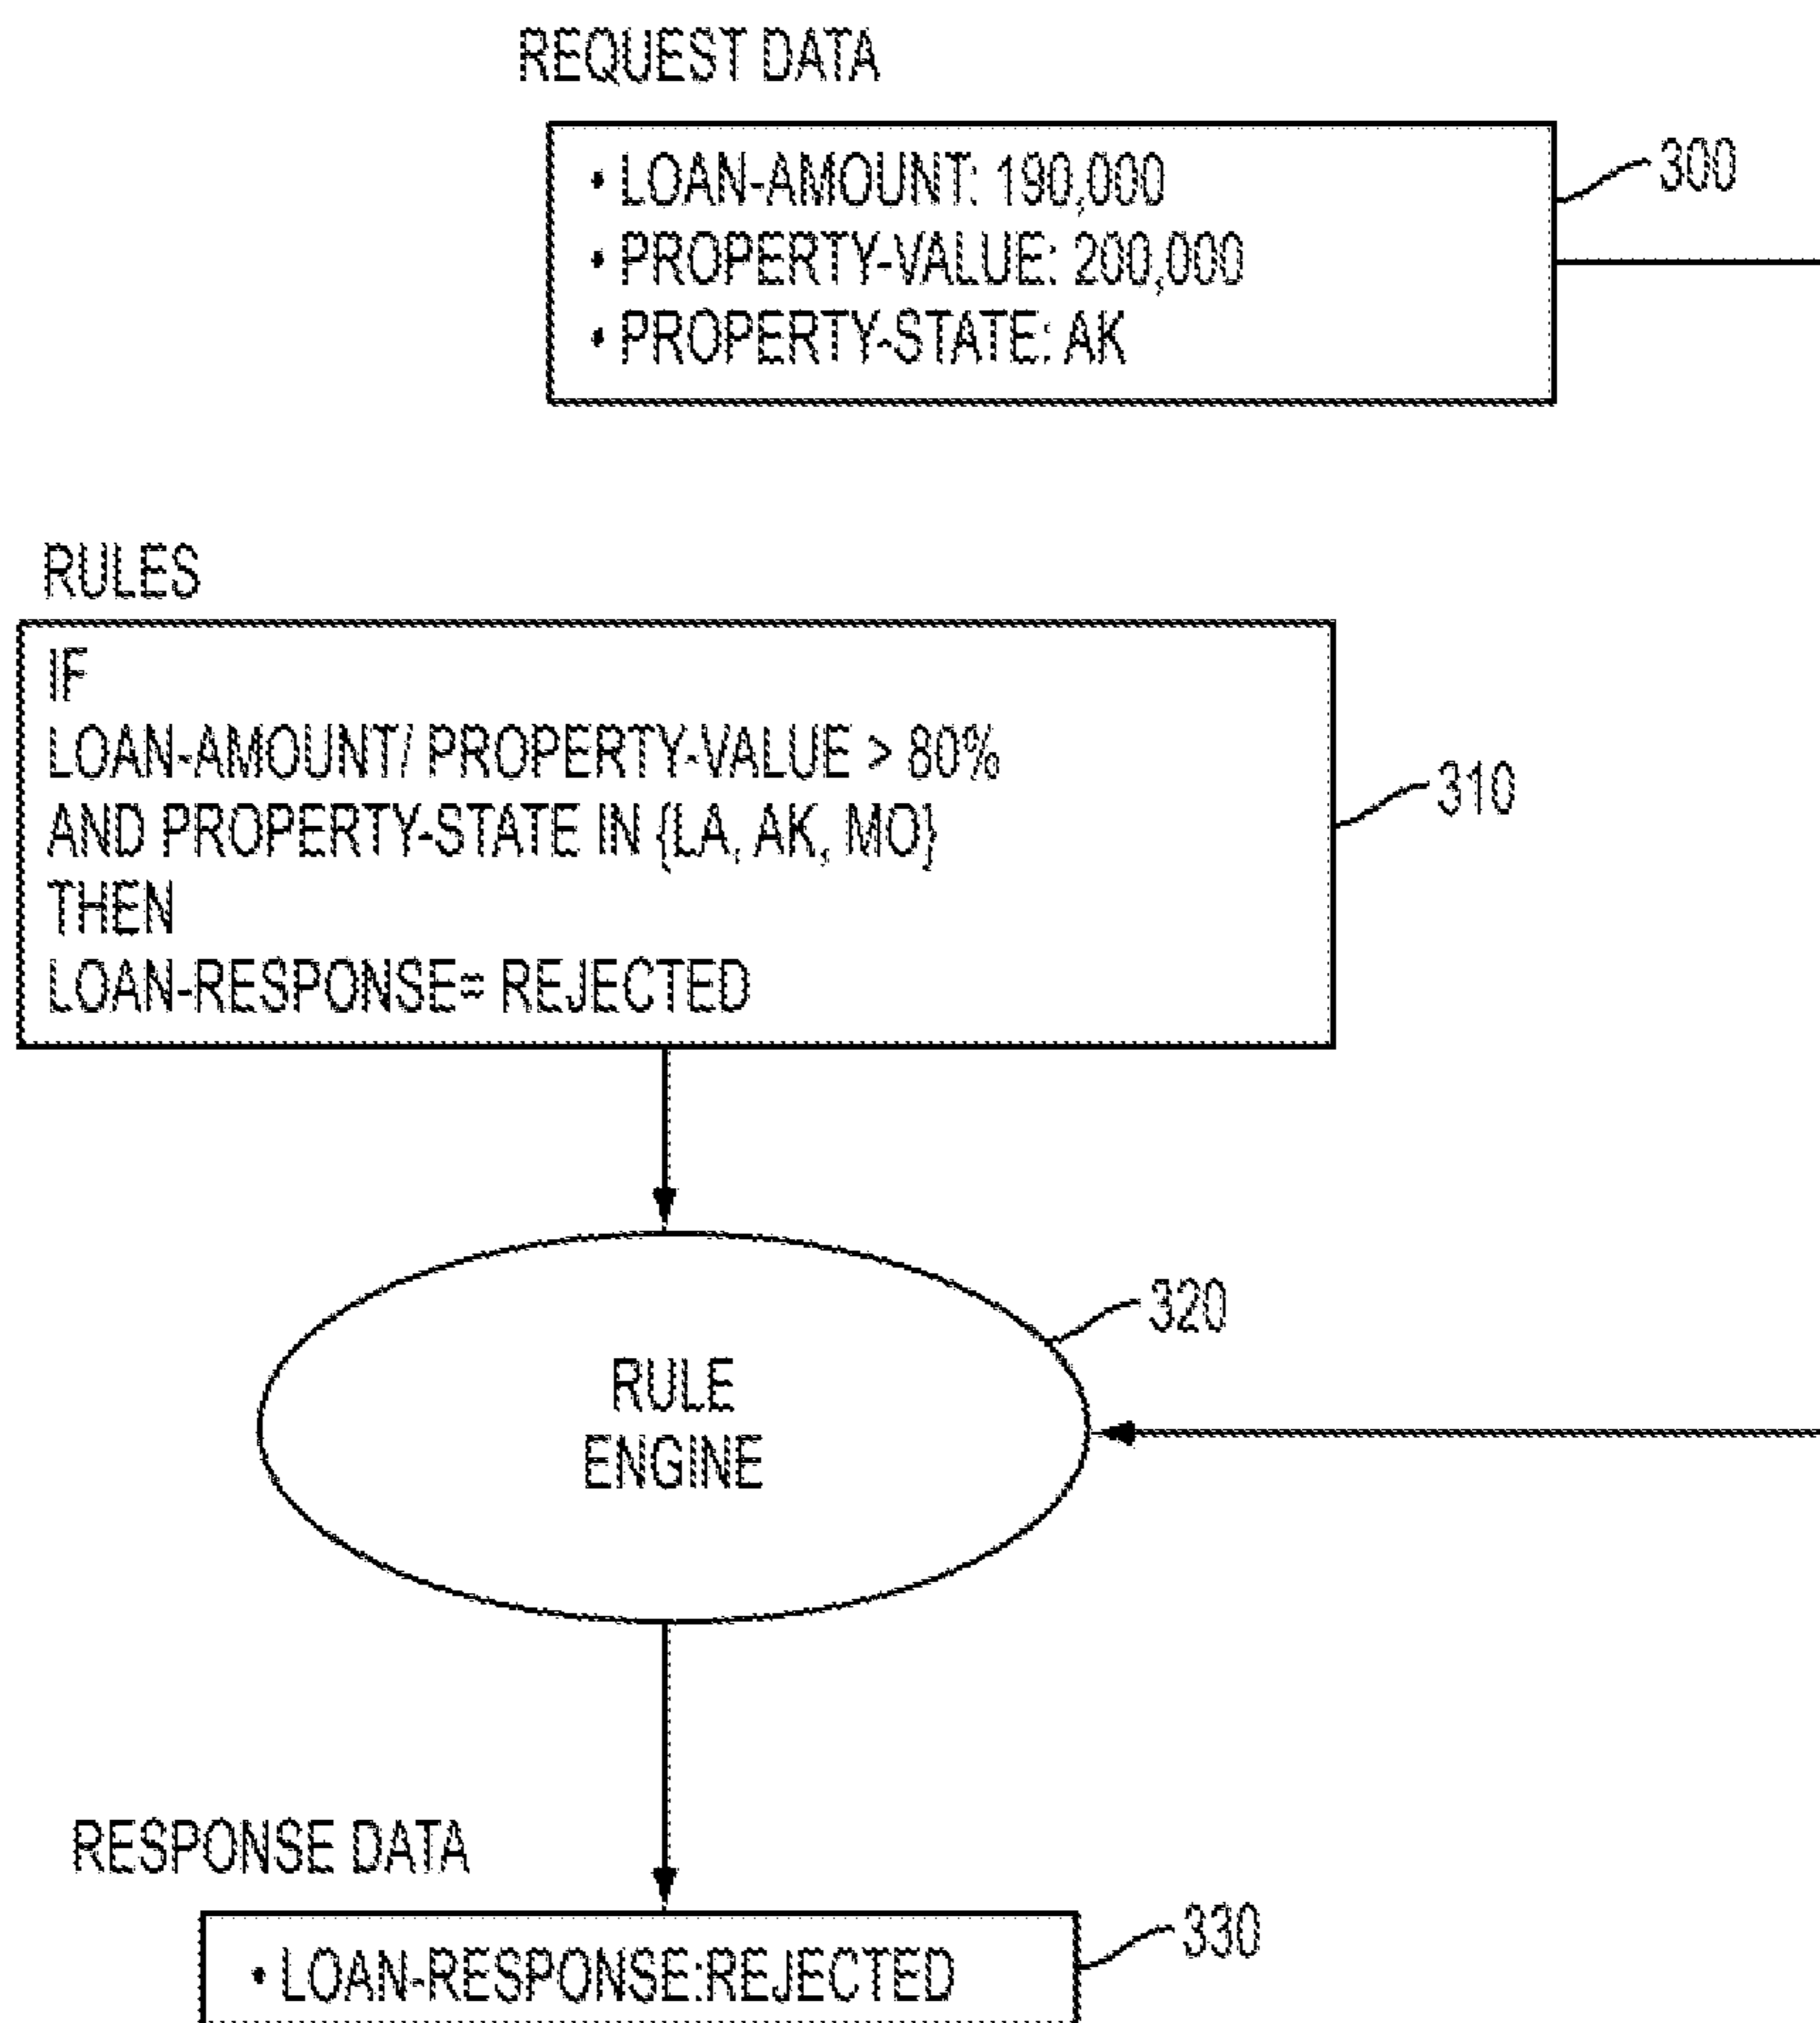 REQUEST DATA
• LOAN-AMOUNT: 190,000
• PROPERTY-VALUE: 200,000
• PROPERTY-STATE: AK
300
RULES
IF
LOAN-AMOUNT/ PROPERTY-VALUE > 80%
AND PROPERTY-STATE IN {LA, AK, MO}
THEN
LOAN-RESPONSE= REJECTED
310
320
RULE
ENGINE
RESPONSE DATA
• LOAN-RESPONSE:REJECTED
330